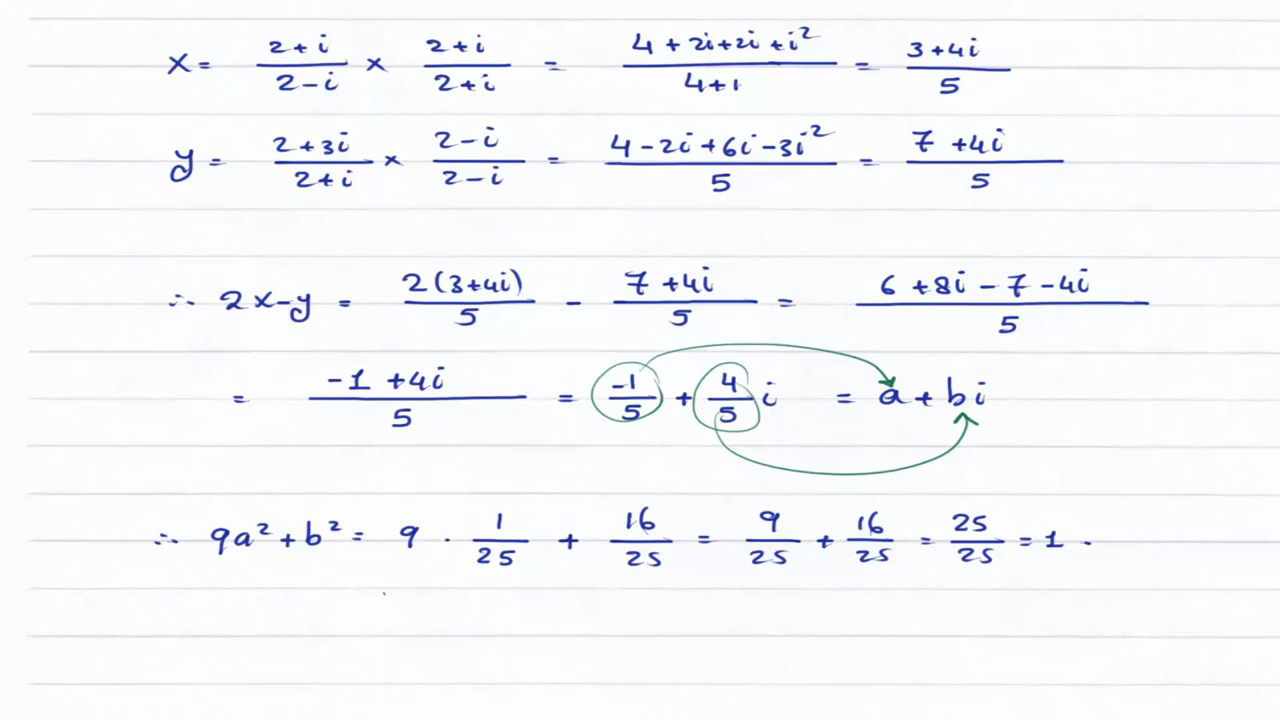 x = (2+i)/(2-i) × (2+i)/(2+i) = (4+2i+2i+i²)/(4+1) = (3+4i)/5
y = (2+3i)/(2+i) × (2-i)/(2-i) = (4-2i+6i-3i²)/5 = (7+4i)/5
∴ 2x-y = 2(3+4i)/5 - (7+4i)/5 = (6+8i-7-4i)/5
= (-1+4i)/5 = -1/5 + 4/5 i = a+bi
∴ 9a²+b² = 9 · 1/25 + 16/25 = 9/25 + 16/25 = 25/25 = 1 .